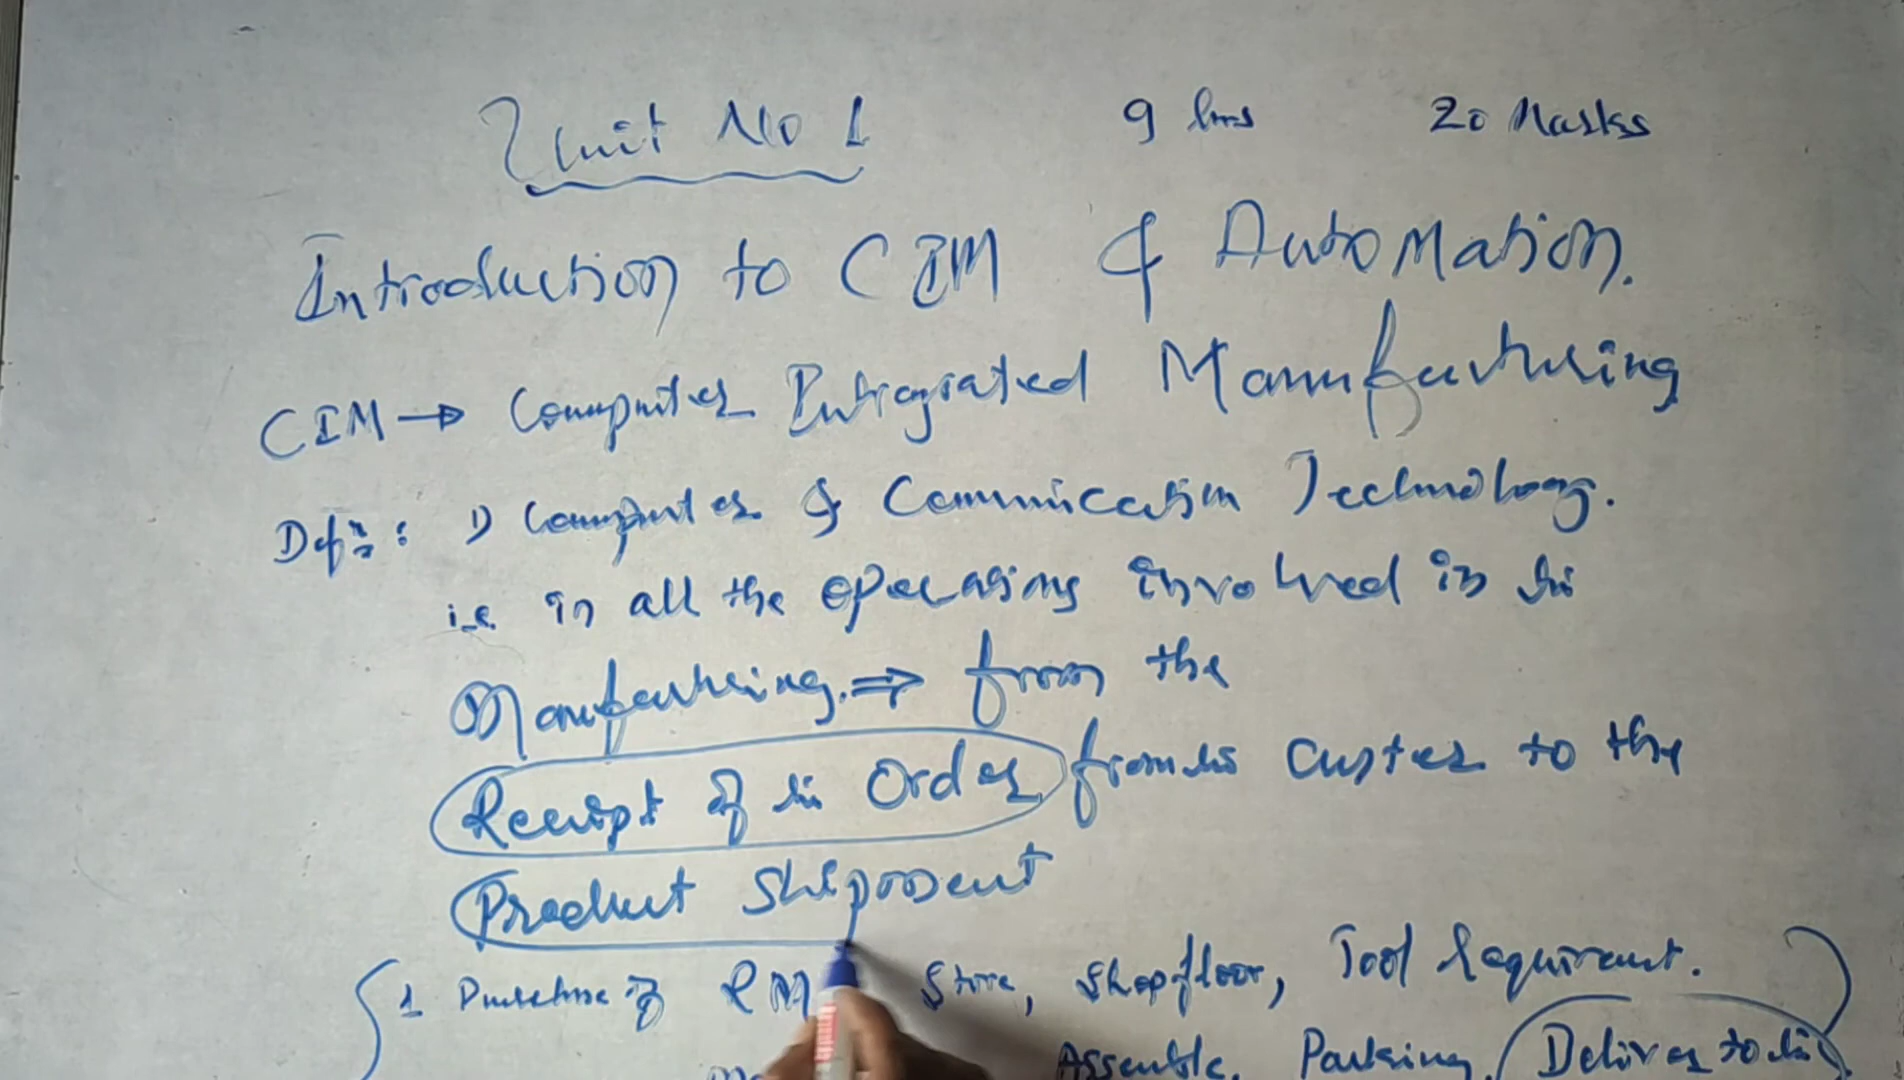 Unit No 1 9 hrs 20 Marks
Introduction to CIM & Automation.
CIM → Computer Integrated Manufacturing
Defn: 1) Computer & Communication Technology.
i.e. in all the operations involved in the
Manufacturing. ⇒ from the
Receipt of the Order from the Custer to the
Product Shipment
1 Purchase of RM Store, Shopfloor, Tool Requirement.
Assemble, Packing, Deliver to the